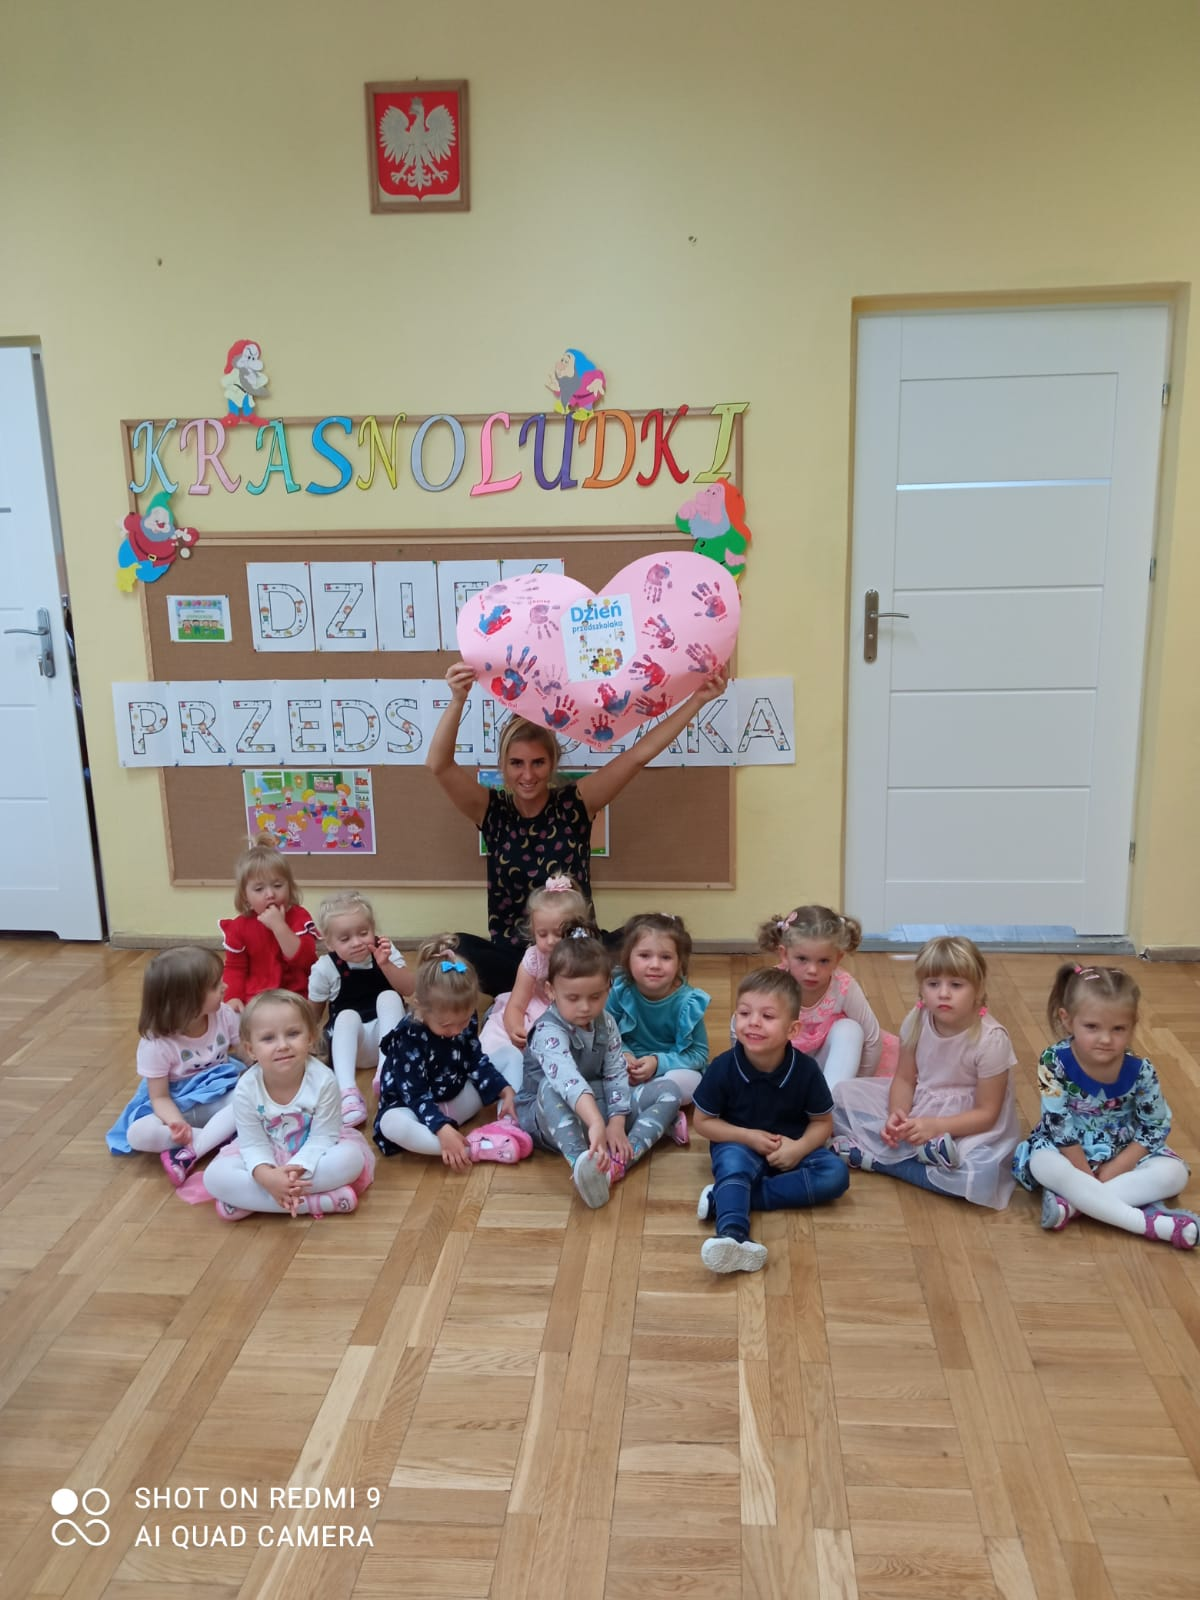 KRASNOLUDKI
DZIEŃ
Dzień
przedszkolaka
PRZEDSZKOLAKA
SHOT ON REDMI 9
AI QUAD CAMERA